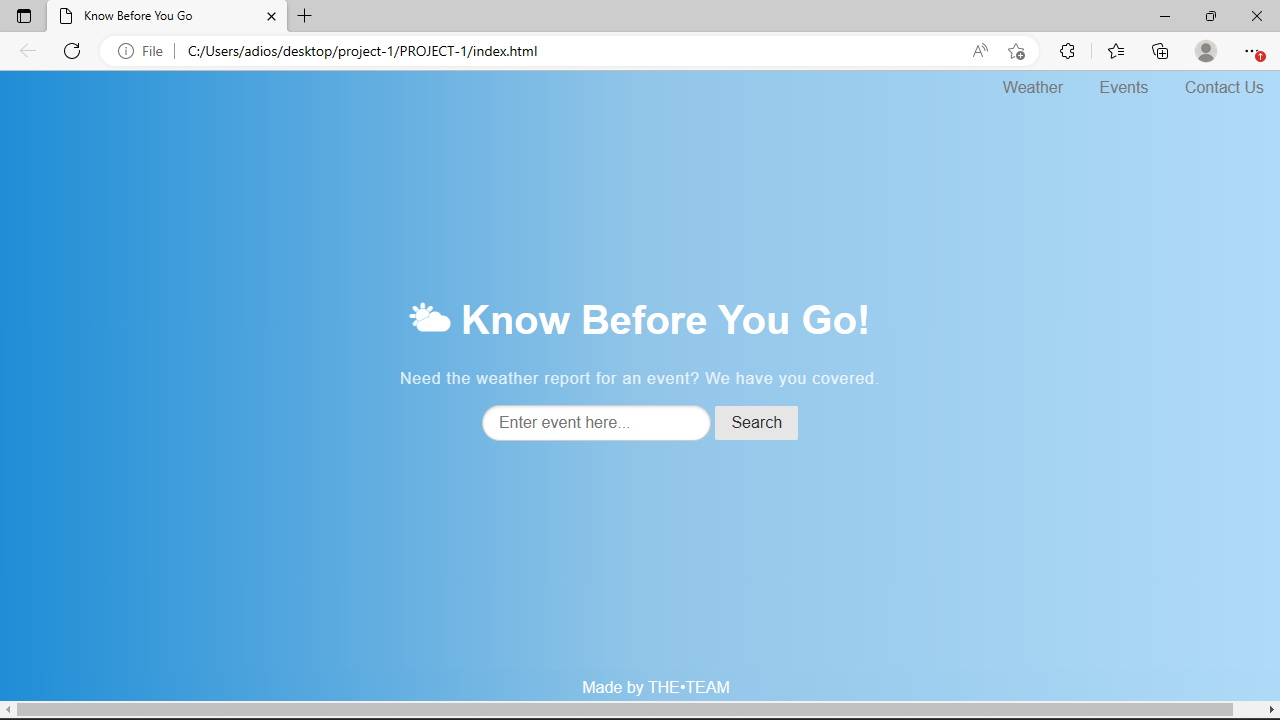 Know Before You Go
File
C:/Users/adios/desktop/project-1/PROJECT-1/index.html
Weather Events Contact Us
Know Before You Go!
Need the weather report for an event? We have you covered.
Enter event here... Search
Made by THE•TEAM